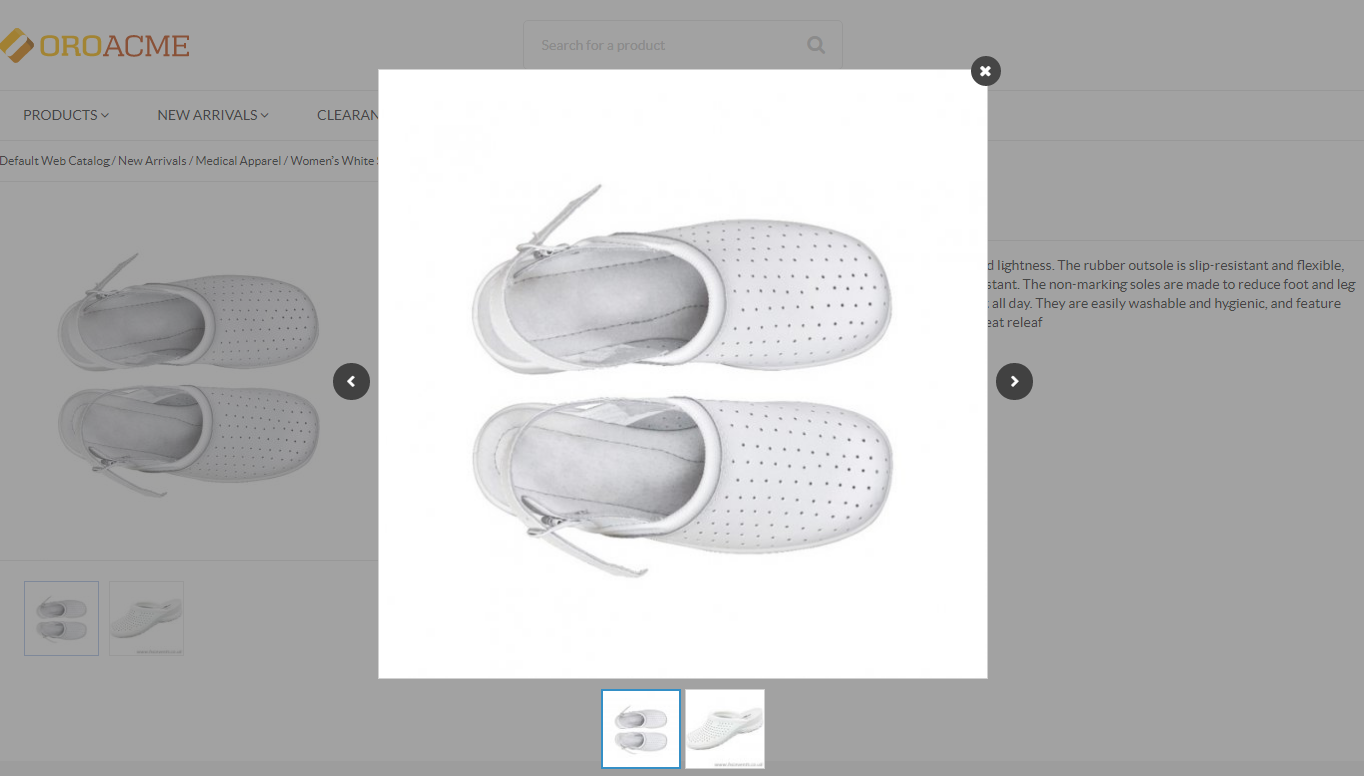 OROACME
Search for a product
PRODUCTS
NEW ARRIVALS
CLEARAN
Default Web Catalog / New Arrivals / Medical Apparel / Women's White
d lightness. The rubber outsole is slip-resistant and flexible,
stant. The non-marking soles are made to reduce foot and leg
all day. They are easily washable and hygienic, and feature
eat releaf